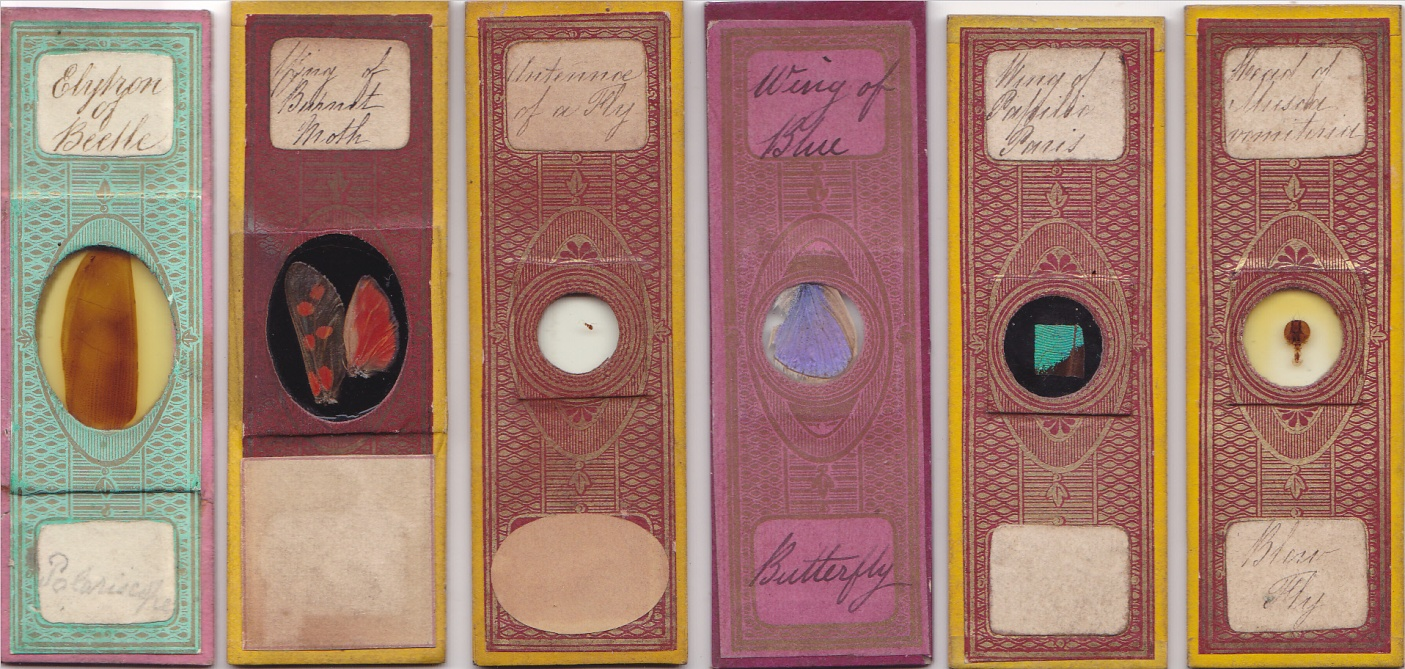 Elytron
of
Beetle
Polariscope
Wing of
Burnet
Moth
Antennae
of a Fly
Wing of
Blue
Butterfly
Wing of
Papilio
Paris
Head of
Musca
vomitoria
Blow
Fly